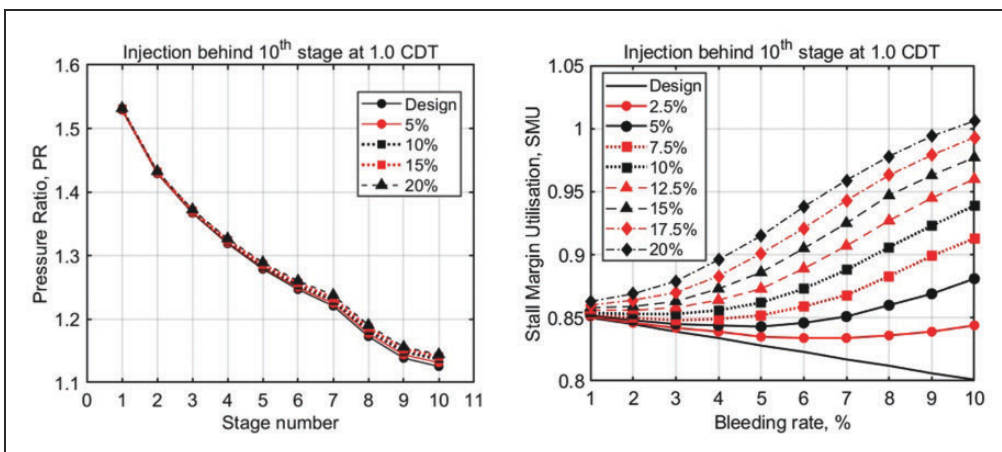 Injection behind 10th stage at 1.0 CDT
1.6
1.5
1.4
1.3
1.2
1.1
Pressure Ratio, PR
0 1 2 3 4 5 6 7 8 9 10 11
Stage number
Design
5%
10%
15%
20%
Injection behind 10th stage at 1.0 CDT
1.05
1
0.95
0.9
0.85
0.8
Stall Margin Utilisation, SMU
1 2 3 4 5 6 7 8 9 10
Bleeding rate, %
Design
2.5%
5%
7.5%
10%
12.5%
15%
17.5%
20%